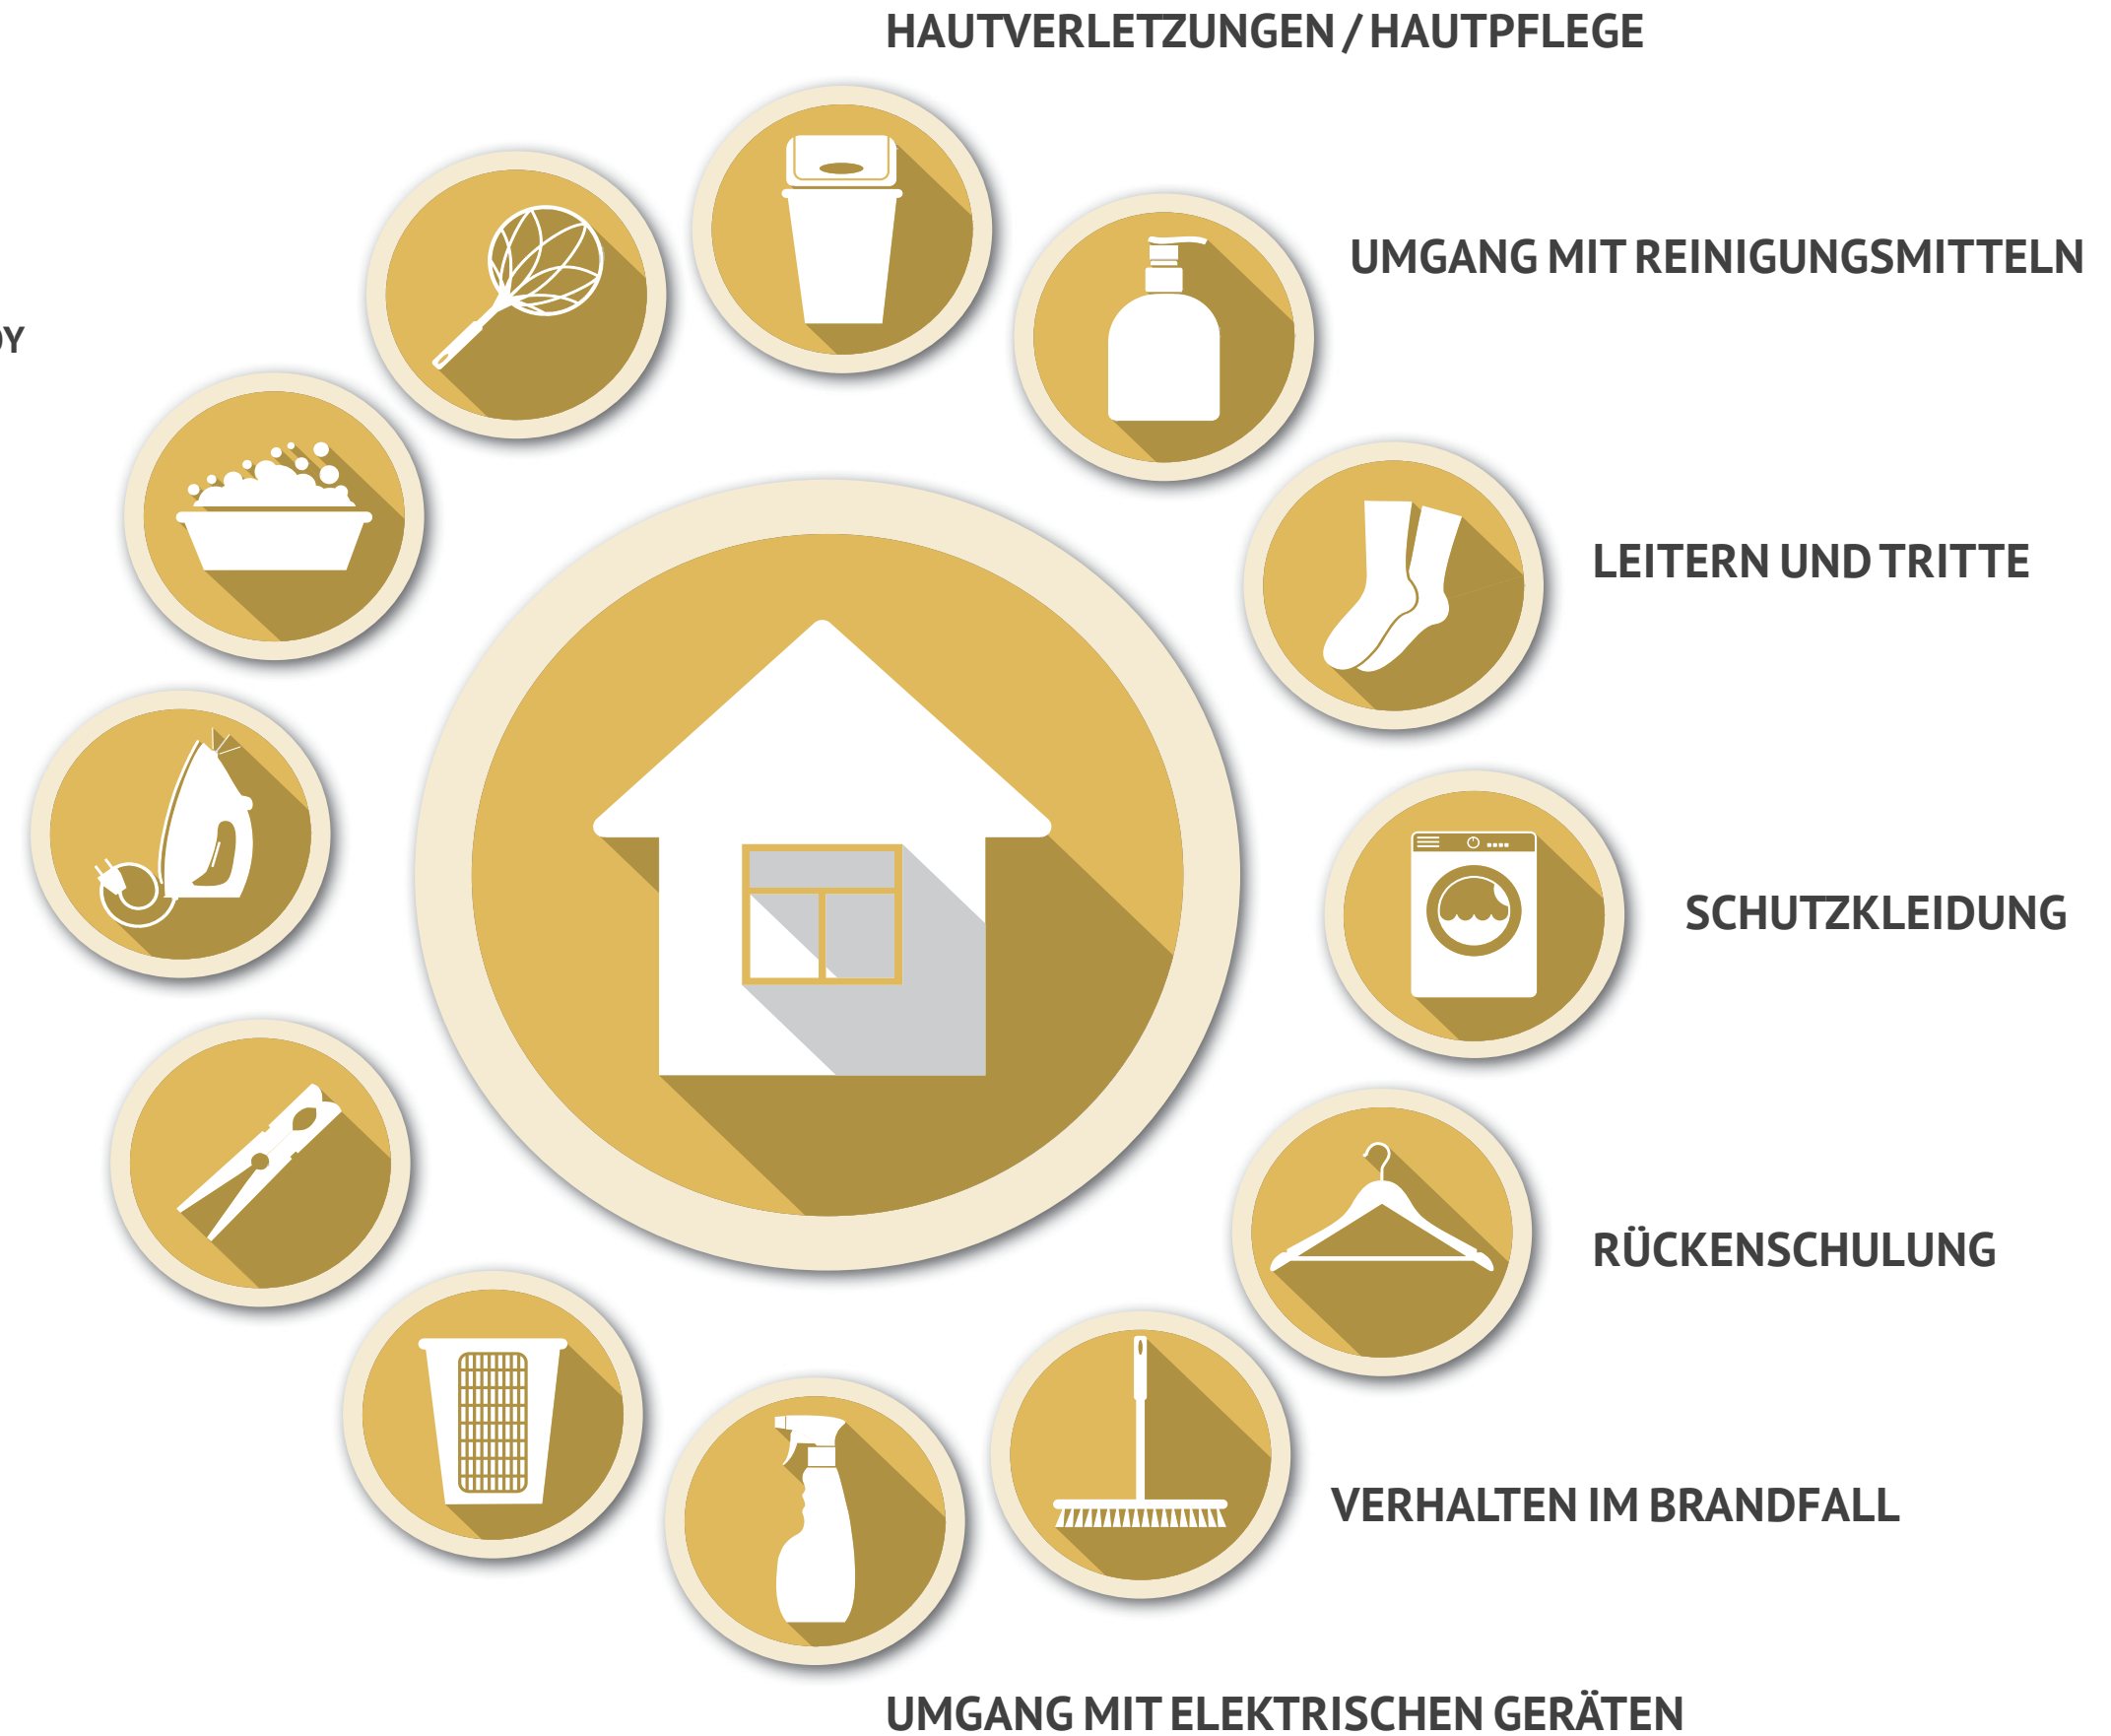 HAUTVERLETZUNGEN / HAUTPFLEGE
UMGANG MIT REINIGUNGSMITTELN
LEITERN UND TRITTE
SCHUTZKLEIDUNG
RÜCKENSCHULUNG
VERHALTEN IM BRANDFALL
UMGANG MIT ELEKTRISCHEN GERÄTEN